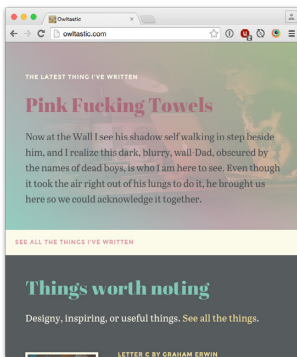 Owltastic
owltastic.com
THE LATEST THING I'VE WRITTEN
Pink Fucking Towels
Now at the Wall I see his shadow self walking in step beside
him, and I realize this dark, blurry, wall-Dad, obscured by
the names of dead boys, is who I am here to see. Even though
it took the air right out of his lungs to do it, he brought us
here so we could acknowledge it together.
SEE ALL THE THINGS I'VE WRITTEN
Things worth noting
Designy, inspiring, or useful things. See all the things.
LETTER C BY GRAHAM ERWIN